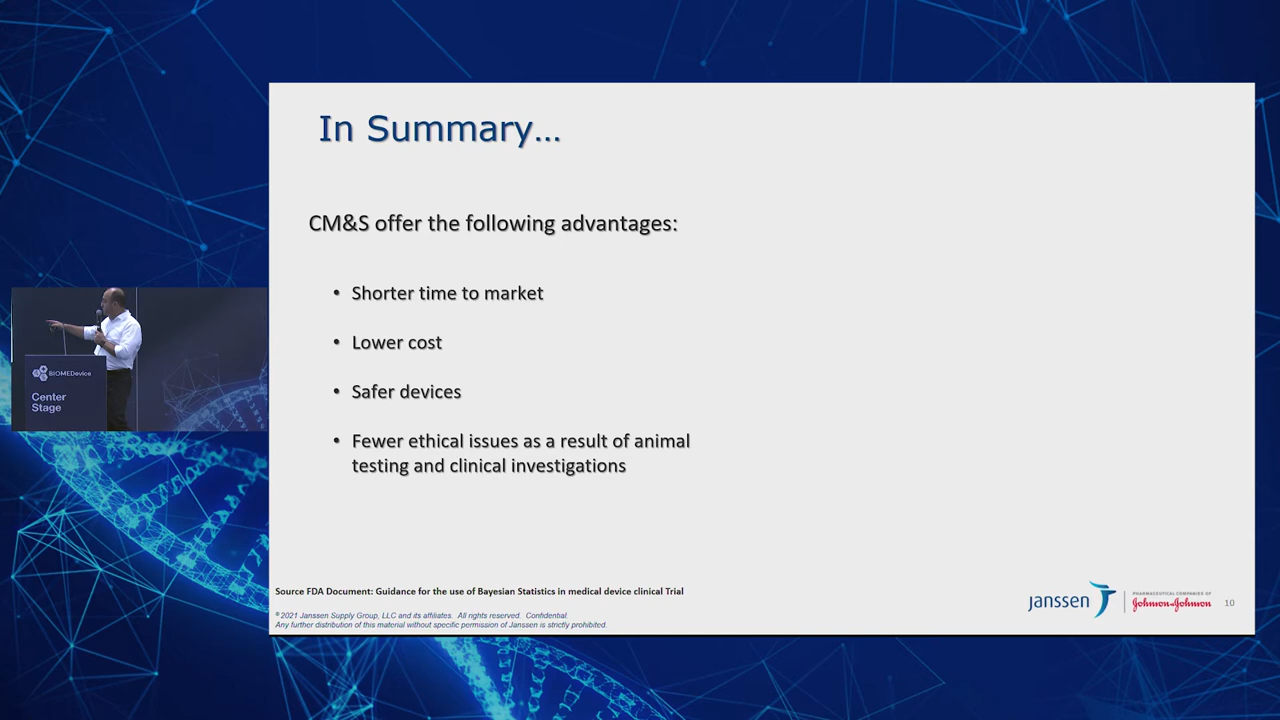 In Summary…
CM&S offer the following advantages:
• Shorter time to market
• Lower cost
• Safer devices
• Fewer ethical issues as a result of animal
testing and clinical investigations
BIOMEDevice
Center
Stage
Source FDA Document: Guidance for the use of Bayesian Statistics in medical device clinical Trial
© 2021 Janssen Supply Group, LLC and its affiliates. All rights reserved. Confidential.
Any further distribution of this material without specific permission of Janssen is strictly prohibited.
janssen
PHARMACEUTICAL COMPANIES OF
Johnson & Johnson
10